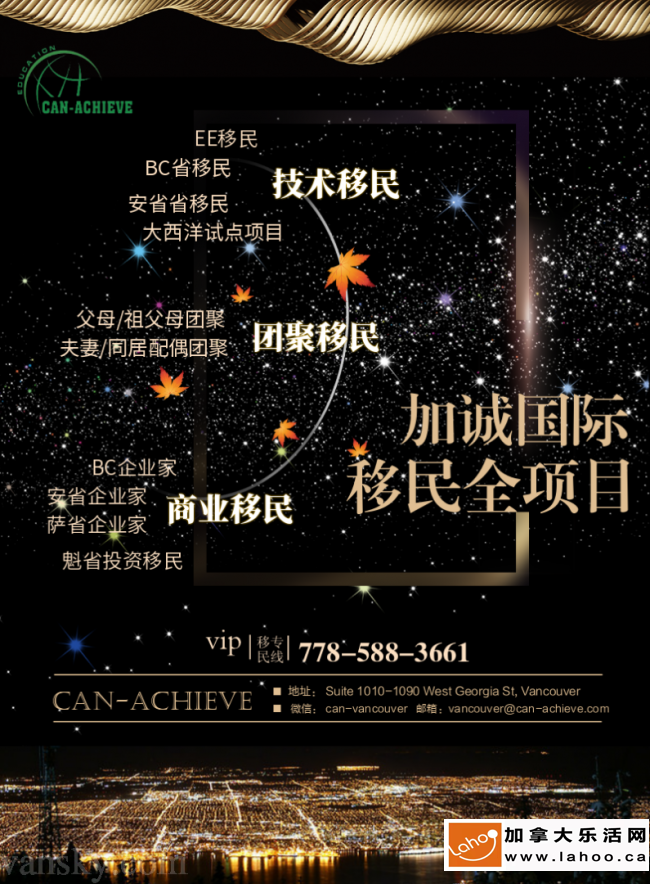 EDUCATION
CAN-ACHIEVE
EE移民
BC省移民
安省省移民
大西洋试点项目
技术移民
父母/祖父母团聚
夫妻/同居配偶团聚
团聚移民
加诚国际
移民全项目
BC企业家
安省企业家
萨省企业家
魁省投资移民
商业移民
vip 移民专线 778-588-3661
CAN-ACHIEVE
■ 地址: Suite 1010-1090 West Georgia St, Vancouver
■ 微信: can-vancouver 邮箱: vancouver@can-achieve.com
vansky.com
Lahoo
加拿大乐活网
www.lahoo.ca